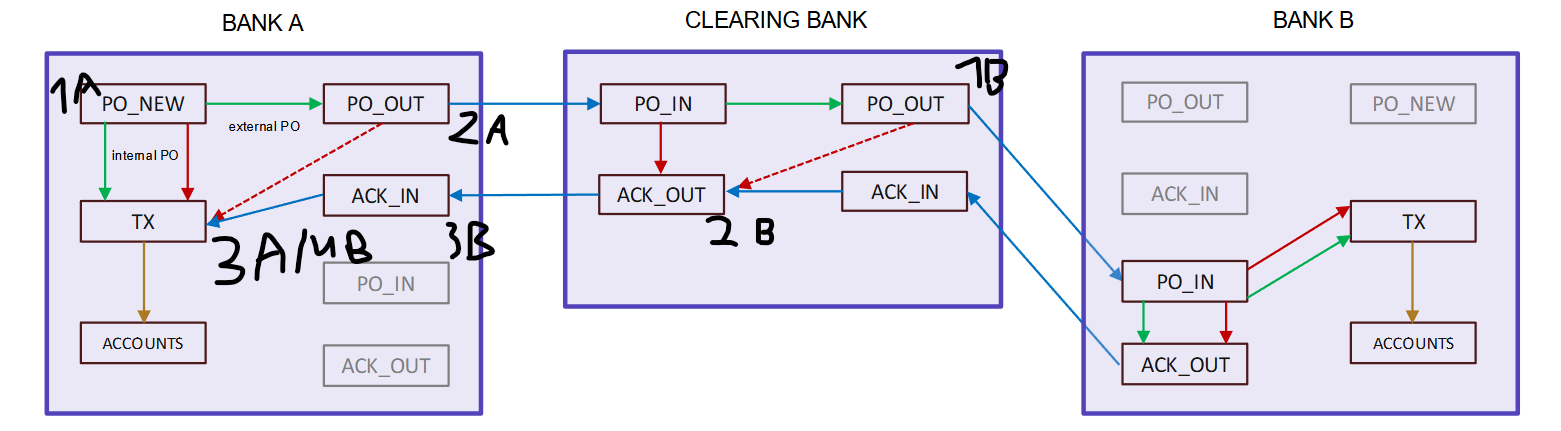 BANK A
CLEARING BANK
BANK B
1A
PO_NEW
external PO
internal PO
PO_OUT
2A
TX
ACK_IN
3A/4B
3B
PO_IN
ACCOUNTS
ACK_OUT
PO_IN
PO_OUT
1B
ACK_OUT
ACK_IN
2B
PO_OUT
PO_NEW
ACK_IN
TX
PO_IN
ACCOUNTS
ACK_OUT